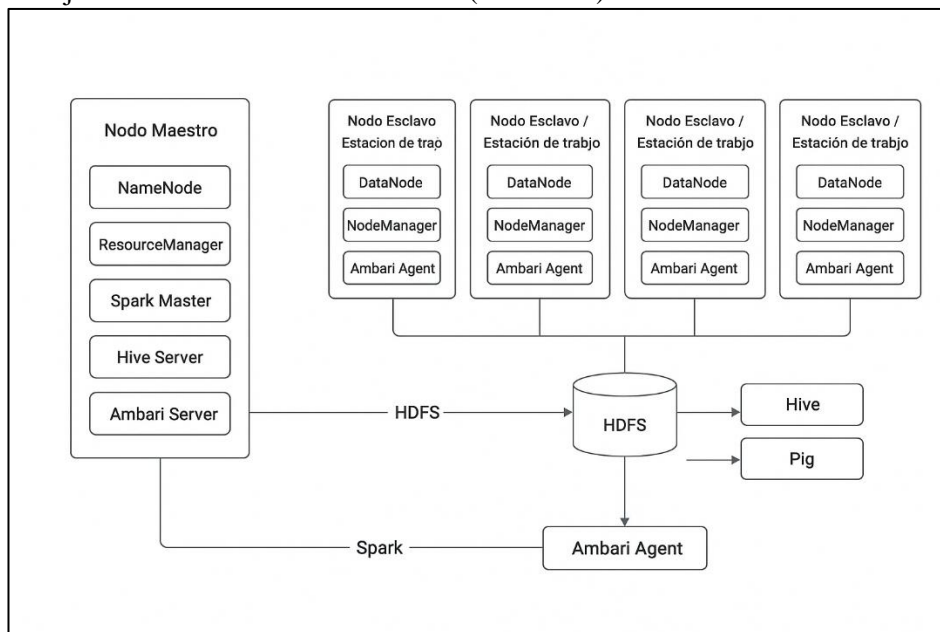 Nodo Maestro
NameNode
ResourceManager
Spark Master
Hive Server
Ambari Server
Nodo Esclavo
Estacion de traƿo
DataNode
NodeManager
Ambari Agent
Nodo Esclavo /
Estación de trabjo
DataNode
NodeManager
Ambari Agent
Nodo Esclavo /
Estación de trabjo
DataNode
NodeManager
Ambari Agent
Nodo Esclavo /
Estación de trabjo
DataNode
NodeManager
Ambari Agent
HDFS
HDFS
Hive
Pig
Spark
Ambari Agent